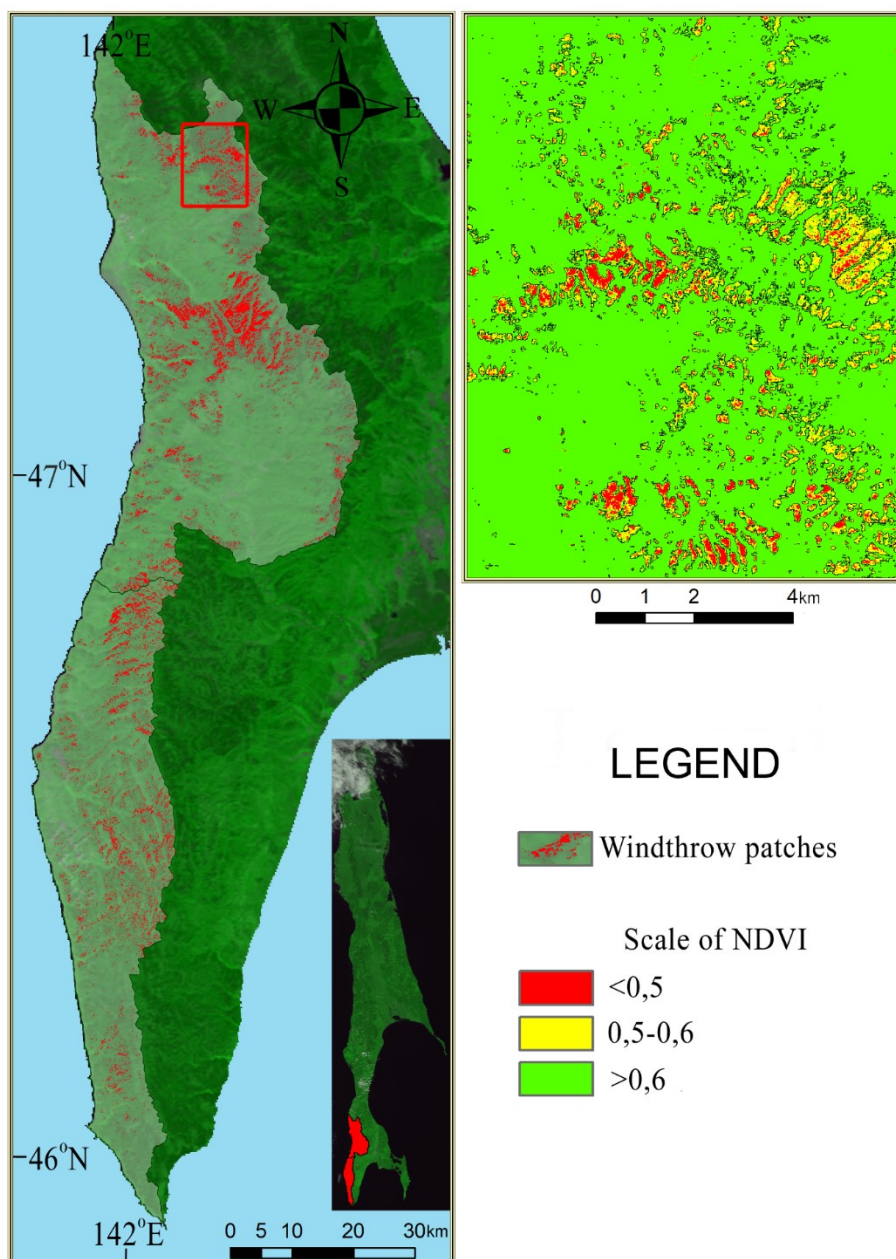 142°E
N
W
E
S
47°N
46°N
142°E
0 5 10 20 30km
0 1 2 4km
LEGEND
Windthrow patches
Scale of NDVI
<0,5
0,5-0,6
>0,6